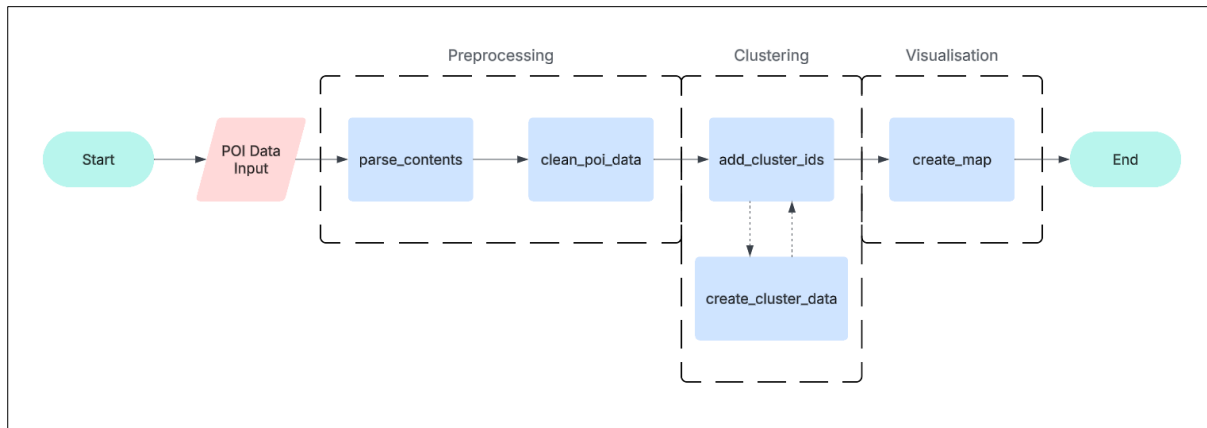 Preprocessing
Clustering
Visualisation
Start
POI Data
Input
parse_contents
clean_poi_data
add_cluster_ids
create_map
End
create_cluster_data